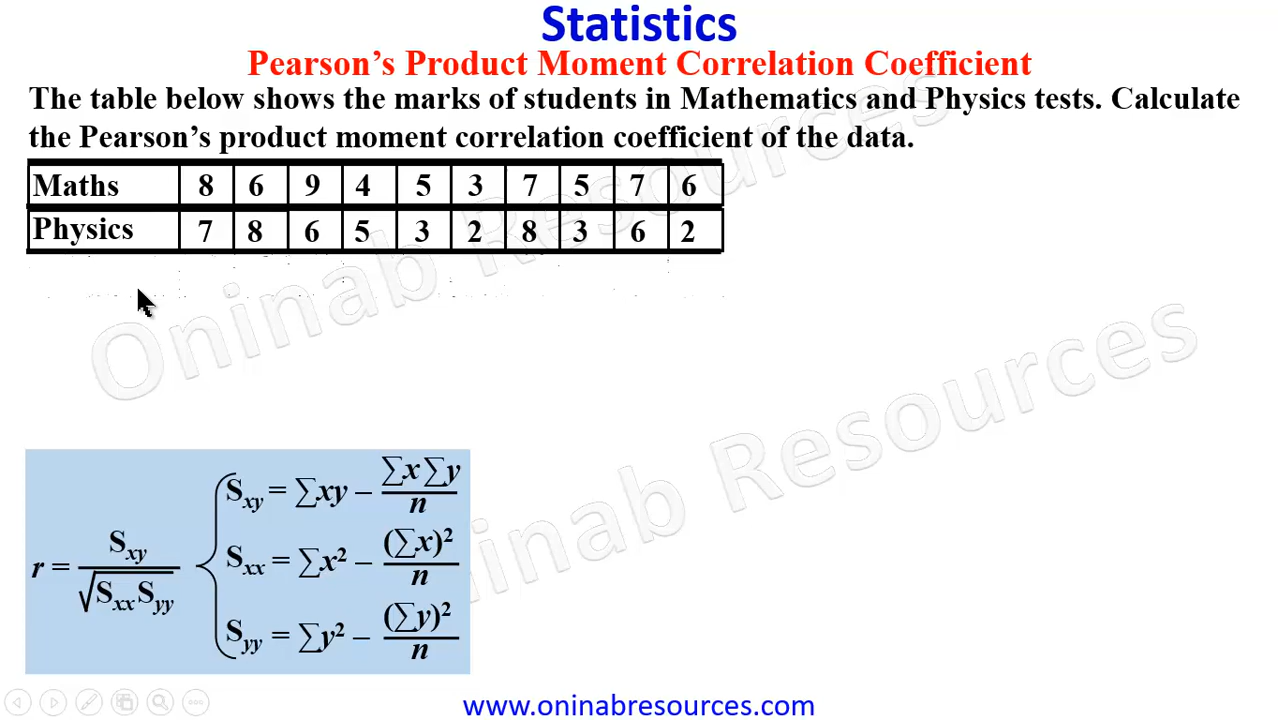 Statistics
Pearson’s Product Moment Correlation Coefficient
The table below shows the marks of students in Mathematics and Physics tests. Calculate
the Pearson’s product moment correlation coefficient of the data.
Maths 8 6 9 4 5 3 7 5 7 6
Physics 7 8 6 5 3 2 8 3 6 2
Oninab Resources
Oninab Resources
r = Sxy / √SxxSyy
Sxy = ∑xy – ∑x∑y / n
Sxx = ∑x² – (∑x)² / n
Syy = ∑y² – (∑y)² / n
www.oninabresources.com